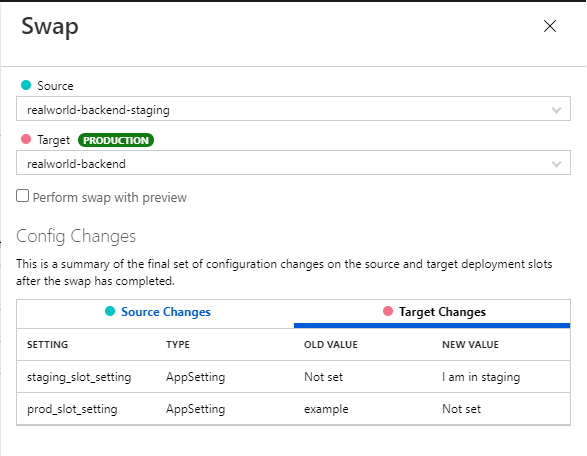 Swap
Source
realworld-backend-staging
Target PRODUCTION
realworld-backend
Perform swap with preview
Config Changes
This is a summary of the final set of configuration changes on the source and target deployment slots
after the swap has completed.
Source Changes Target Changes
SETTING TYPE OLD VALUE NEW VALUE
staging_slot_setting AppSetting Not set I am in staging
prod_slot_setting AppSetting example Not set